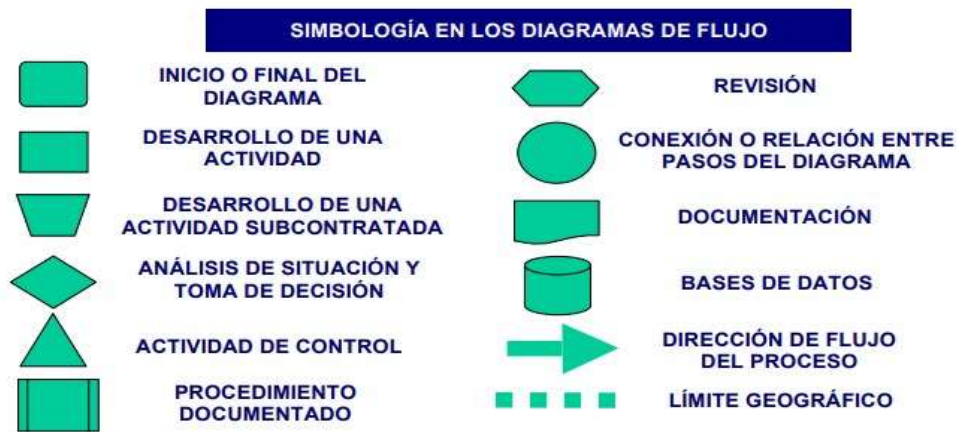 SIMBOLOGÍA EN LOS DIAGRAMAS DE FLUJO
INICIO O FINAL DEL
DIAGRAMA
DESARROLLO DE UNA
ACTIVIDAD
DESARROLLO DE UNA
ACTIVIDAD SUBCONTRATADA
ANÁLISIS DE SITUACIÓN Y
TOMA DE DECISIÓN
ACTIVIDAD DE CONTROL
PROCEDIMIENTO
DOCUMENTADO
REVISIÓN
CONEXIÓN O RELACIÓN ENTRE
PASOS DEL DIAGRAMA
DOCUMENTACIÓN
BASES DE DATOS
DIRECCIÓN DE FLUJO
DEL PROCESO
LÍMITE GEOGRÁFICO